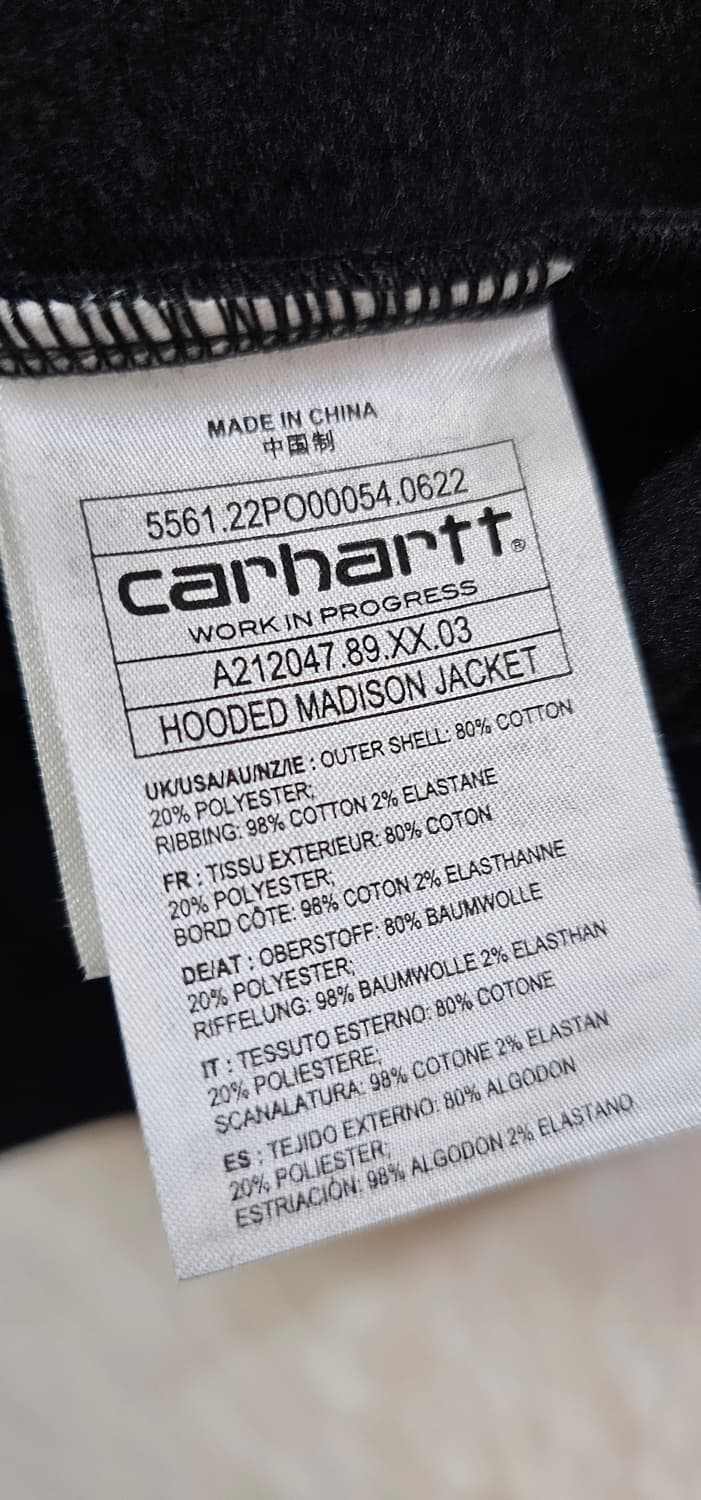 MADE IN CHINA
中国制
5561.22PO00054.0622
carhartt®
WORK IN PROGRESS
A212047.89.XX.03
HOODED MADISON JACKET
UK/USA/AU/NZ/IE : OUTER SHELL: 80% COTTON
20% POLYESTER;
RIBBING: 98% COTTON 2% ELASTANE
FR : TISSU EXTERIEUR: 80% COTON
20% POLYESTER;
BORD CÔTE: 98% COTON 2% ELASTHANNE
DE/AT : OBERSTOFF: 80% BAUMWOLLE
20% POLYESTER;
RIFFELUNG: 98% BAUMWOLLE 2% ELASTHAN
IT : TESSUTO ESTERNO: 80% COTONE
20% POLIESTERE;
SCANALATURA: 98% COTONE 2% ELASTAN
ES : TEJIDO EXTERNO: 80% ALGODON
20% POLIESTER;
ESTRIACIÓN: 98% ALGODON 2% ELASTANO